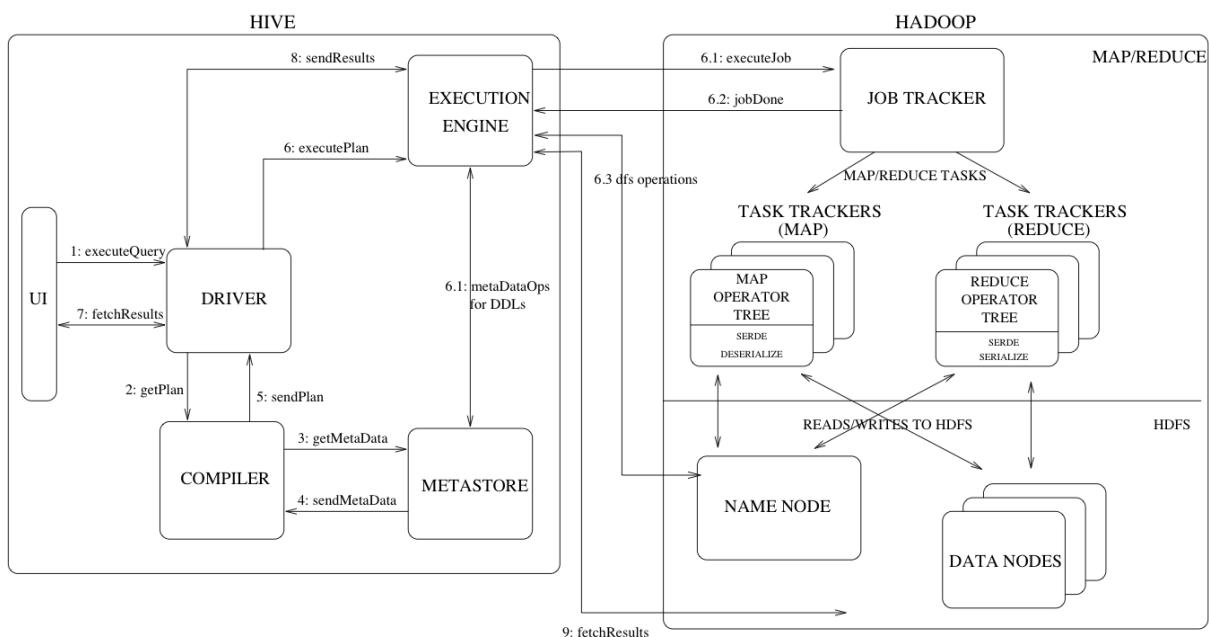 HIVE
HADOOP
MAP/REDUCE
8: sendResults
6.1: executeJob
EXECUTION
ENGINE
JOB TRACKER
6.2: jobDone
6: executePlan
6.3 dfs operations
MAP/REDUCE TASKS
TASK TRACKERS
(MAP)
TASK TRACKERS
(REDUCE)
1: executeQuery
UI
DRIVER
7: fetchResults
6.1: metaDataOps
for DDLs
MAP
OPERATOR
TREE
SERDE
DESERIALIZE
REDUCE
OPERATOR
TREE
SERDE
SERIALIZE
2: getPlan
5: sendPlan
READS/WRITES TO HDFS
HDFS
3: getMetaData
COMPILER
METASTORE
4: sendMetaData
NAME NODE
DATA NODES
9: fetchResults